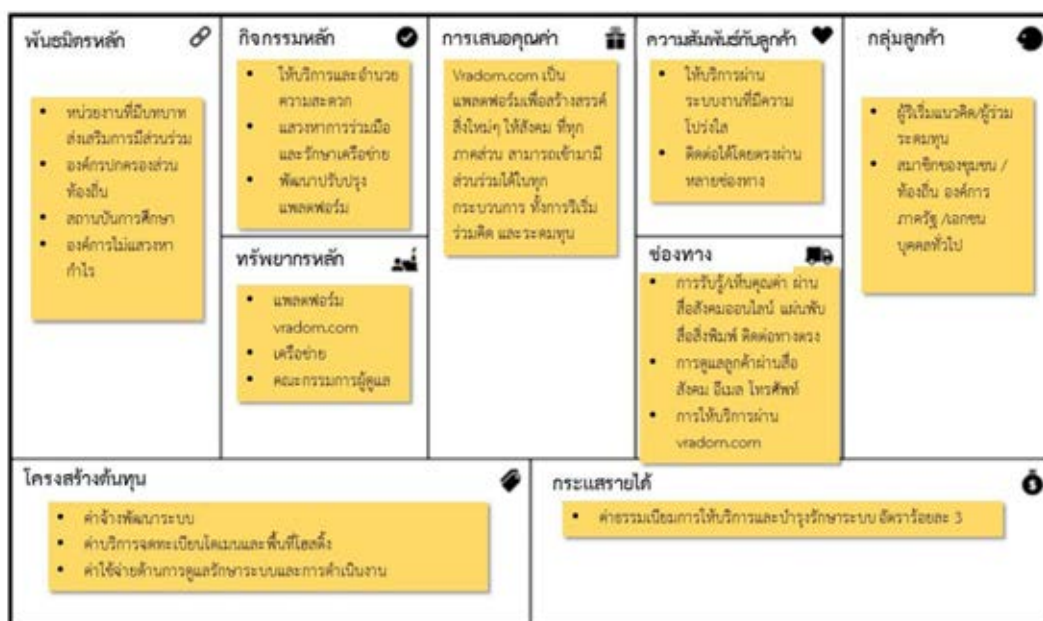 พันธมิตรหลัก
• หน่วยงานที่มีบทบาท
ส่งเสริมการมีส่วนร่วม
• องค์กรปกครองส่วน
ท้องถิ่น
• สถานบันการศึกษา
• องค์การไม่แสวงหา
กำไร
กิจกรรมหลัก
• ให้บริการและอำนวย
ความสะดวก
• แสวงหาการร่วมมือ
และรักษาเครือข่าย
• พัฒนาปรับปรุง
แพลตฟอร์ม
ทรัพยากรหลัก
• แพลตฟอร์ม
vradom.com
• เครือข่าย
• คณะกรรมการผู้ดูแล
การเสนอคุณค่า
Vradom.com เป็น
แพลตฟอร์มเพื่อสร้างสรรค์
สิ่งใหม่ๆ ให้สังคม ที่ทุก
ภาคส่วน สามารถเข้ามามี
ส่วนร่วมได้ในทุก
กระบวนการ ทั้งการริเริ่ม
ร่วมคิด และระดมทุน
ความสัมพันธ์กับลูกค้า
• ให้บริการผ่าน
ระบบงานที่มีความ
โปร่งใส
• ติดต่อได้โดยตรงผ่าน
หลายช่องทาง
ช่องทาง
• การรับรู้/เห็นคุณค่า ผ่าน
สื่อสังคมออนไลน์ แผ่นพับ
สื่อสิ่งพิมพ์ ติดต่อทางตรง
• การดูแลลูกค้าผ่านสื่อ
สังคม อีเมล โทรศัพท์
• การให้บริการผ่าน
vradom.com
กลุ่มลูกค้า
• ผู้ริเริ่มแนวคิด/ผู้ร่วม
ระดมทุน
• สมาชิกของชุมชน /
ท้องถิ่น องค์การ
ภาครัฐ /เอกชน
บุคคลทั่วไป
โครงสร้างต้นทุน
• ค่าจ้างพัฒนาระบบ
• ค่าบริการจดทะเบียนโดเมนและพื้นที่โฮสติ้ง
• ค่าใช้จ่ายด้านการดูแลรักษาระบบและการดำเนินงาน
กระแสรายได้
• ค่าธรรมเนียมการให้บริการและบำรุงรักษาระบบ อัตราร้อยละ 3